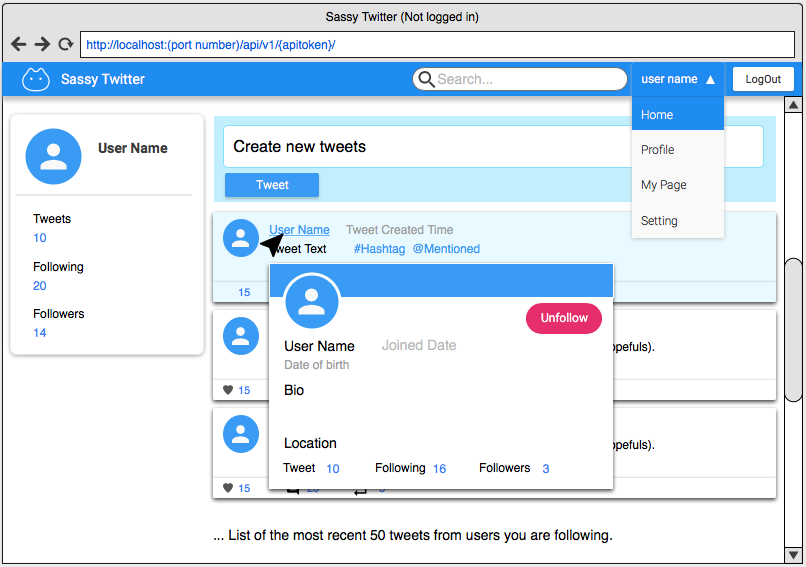 Sassy Twitter (Not logged in)
http://localhost:(port number)/api/v1/{apitoken}/
Sassy Twitter
Search...
user name ▲
LogOut
Home
Profile
My Page
Setting
User Name
Tweets
10
Following
20
Followers
14
Create new tweets
Tweet
User Name Tweet Created Time
Tweet Text #Hashtag @Mentioned
15
Unfollow
User Name Joined Date
Date of birth
Bio
Location
Tweet 10 Following 16 Followers 3
opefuls).
15
opefuls).
15
... List of the most recent 50 tweets from users you are following.